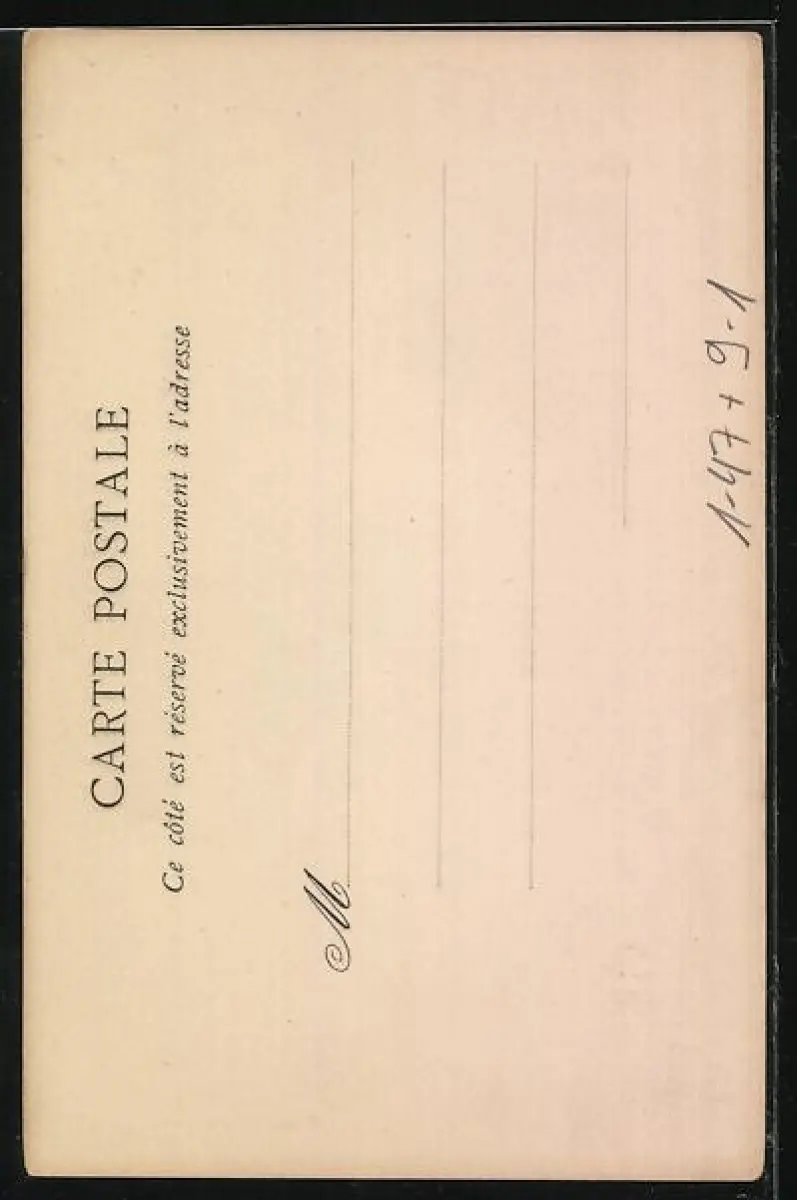 CARTE POSTALE
Ce côté est réservé exclusivement à l'adresse
M
1-47+9-1